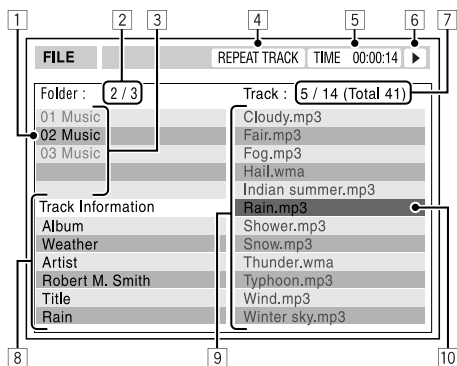 1 2 3 4 5 6 7
FILE REPEAT TRACK TIME 00:00:14
Folder : 2 / 3
01 Music
02 Music
03 Music
Track Information
Album
Weather
Artist
Robert M. Smith
Title
Rain
Track : 5 / 14 (Total 41)
Cloudy.mp3
Fair.mp3
Fog.mp3
Hail.wma
Indian summer.mp3
Rain.mp3
Shower.mp3
Snow.mp3
Thunder.wma
Typhoon.mp3
Wind.mp3
Winter sky.mp3
8 9 10